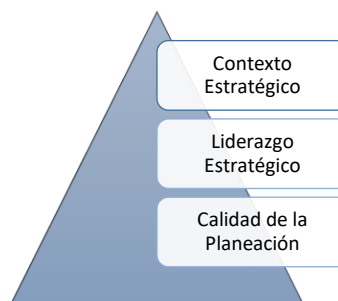 Contexto
Estratégico
Liderazgo
Estratégico
Calidad de la
Planeación